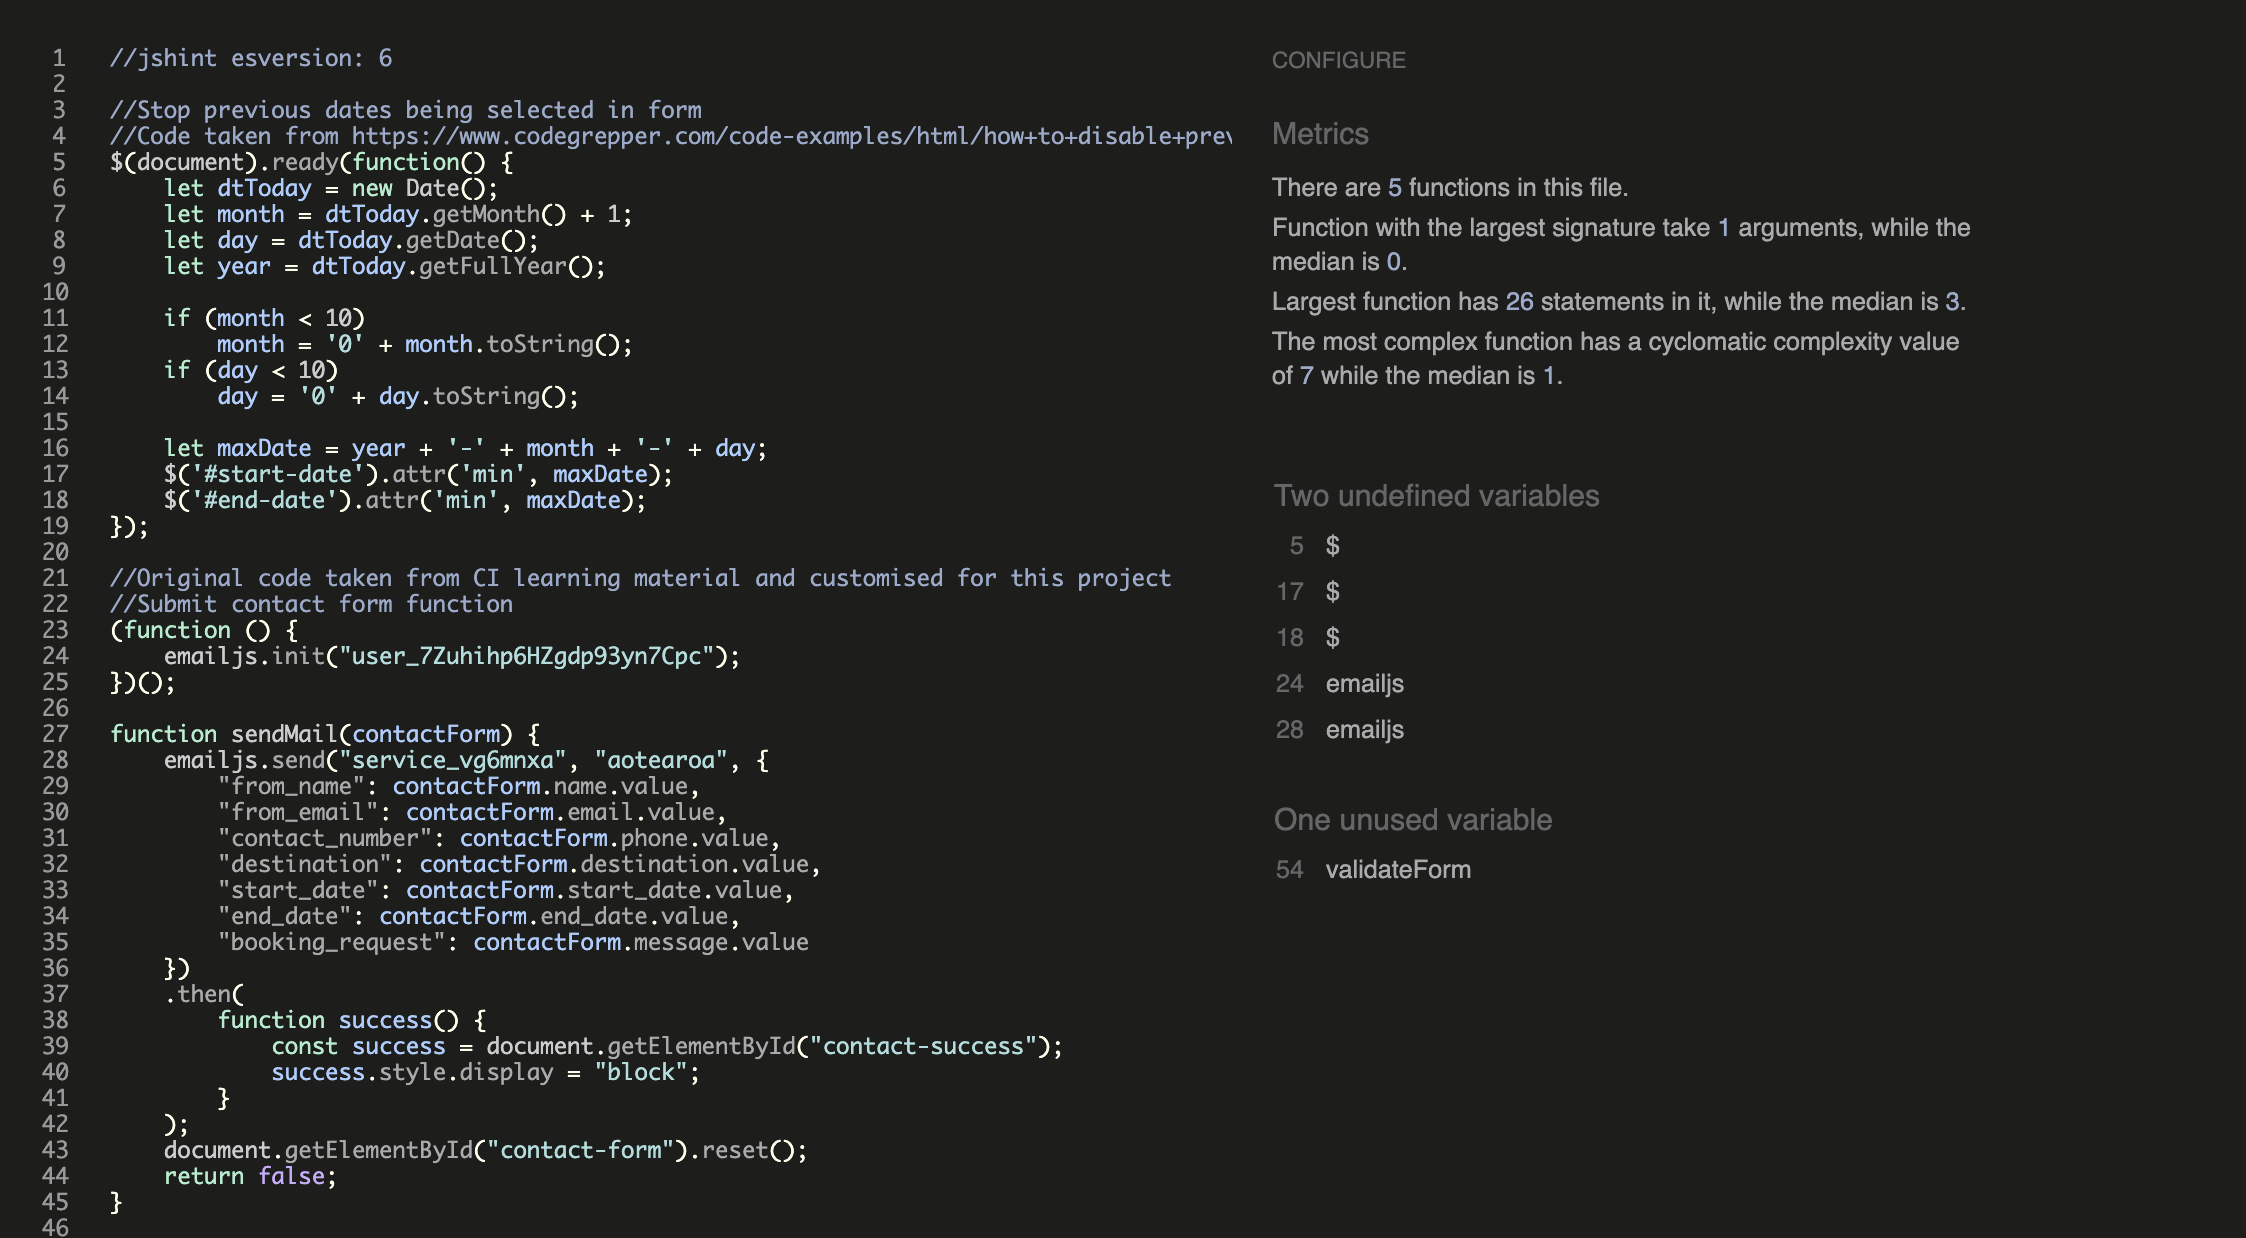 1 //jshint esversion: 6
2
3 //Stop previous dates being selected in form
4 //Code taken from https://www.codegrepper.com/code-examples/html/how+to+disable+prev
5 $(document).ready(function() {
6     let dtToday = new Date();
7     let month = dtToday.getMonth() + 1;
8     let day = dtToday.getDate();
9     let year = dtToday.getFullYear();
10
11     if (month < 10)
12         month = '0' + month.toString();
13     if (day < 10)
14         day = '0' + day.toString();
15
16     let maxDate = year + '-' + month + '-' + day;
17     $('#start-date').attr('min', maxDate);
18     $('#end-date').attr('min', maxDate);
19 });
20
21 //Original code taken from CI learning material and customised for this project
22 //Submit contact form function
23 (function () {
24     emailjs.init("user_7Zuhihp6HZgdp93yn7Cpc");
25 })();
26
27 function sendMail(contactForm) {
28     emailjs.send("service_vg6mnxa", "aotearoa", {
29         "from_name": contactForm.name.value,
30         "from_email": contactForm.email.value,
31         "contact_number": contactForm.phone.value,
32         "destination": contactForm.destination.value,
33         "start_date": contactForm.start_date.value,
34         "end_date": contactForm.end_date.value,
35         "booking_request": contactForm.message.value
36     })
37     .then(
38         function success() {
39             const success = document.getElementById("contact-success");
40             success.style.display = "block";
41         }
42     );
43     document.getElementById("contact-form").reset();
44     return false;
45 }
46
CONFIGURE
Metrics
There are 5 functions in this file.
Function with the largest signature take 1 arguments, while the
median is 0.
Largest function has 26 statements in it, while the median is 3.
The most complex function has a cyclomatic complexity value
of 7 while the median is 1.
Two undefined variables
5 $
17 $
18 $
24 emailjs
28 emailjs
One unused variable
54 validateForm